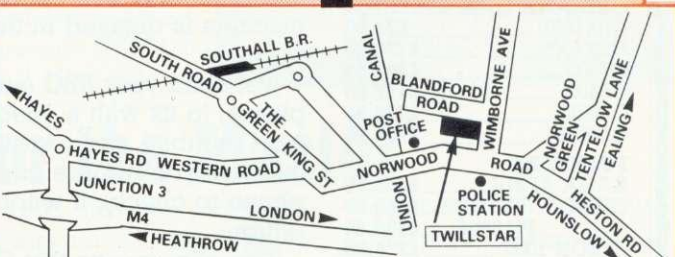 SOUTHALL B.R.
SOUTH ROAD
CANAL
BLANDFORD
ROAD
WIMBORNE AVE
NORWOOD
GREEN
TENTELOW LANE
EALING
HAYES
THE
GREEN KING ST
POST
OFFICE
HAYES RD WESTERN ROAD
NORWOOD
ROAD
JUNCTION 3
UNION
POLICE
STATION
HESTON RD
HOUNSLOW
M4
LONDON
HEATHROW
TWILLSTAR